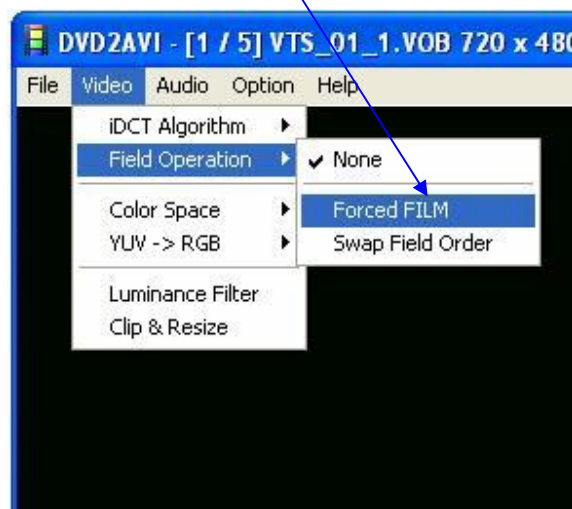 DVD2AVI - [1 / 5] VTS_01_1.VOB 720 x 480
File Video Audio Option Help
iDCT Algorithm
Field Operation
Color Space
YUV -> RGB
Luminance Filter
Clip & Resize
None
Forced FILM
Swap Field Order